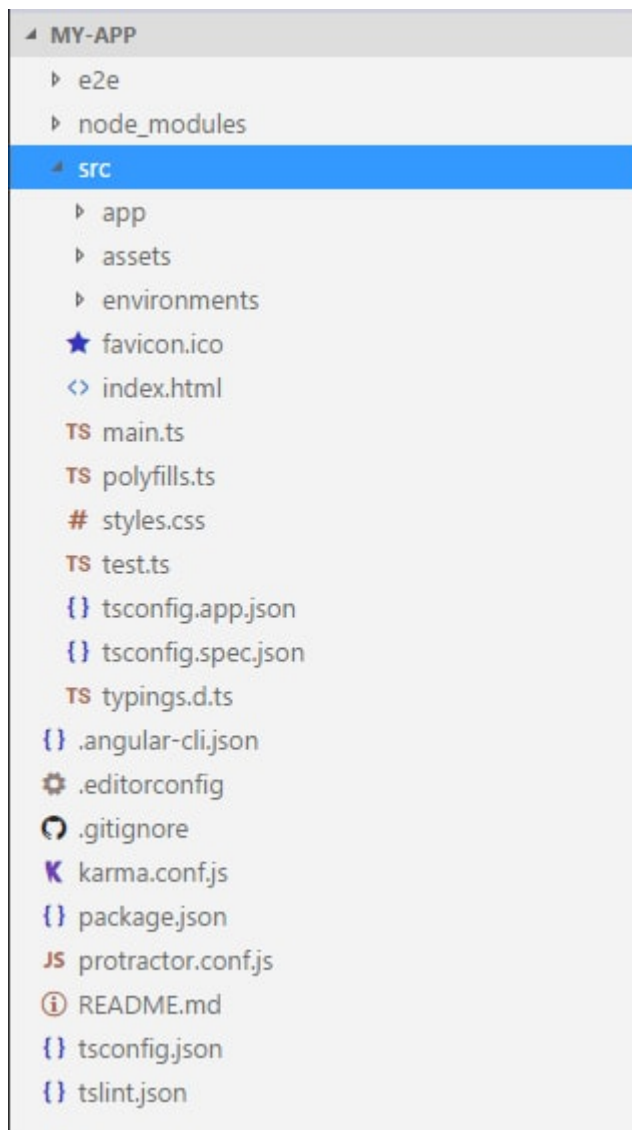 MY-APP
e2e
node_modules
src
app
assets
environments
favicon.ico
<> index.html
TS main.ts
TS polyfills.ts
# styles.css
TS test.ts
{} tsconfig.app.json
{} tsconfig.spec.json
TS typings.d.ts
{} .angular-cli.json
.editorconfig
.gitignore
K karma.conf.js
{} package.json
JS protractor.conf.js
README.md
{} tsconfig.json
{} tslint.json